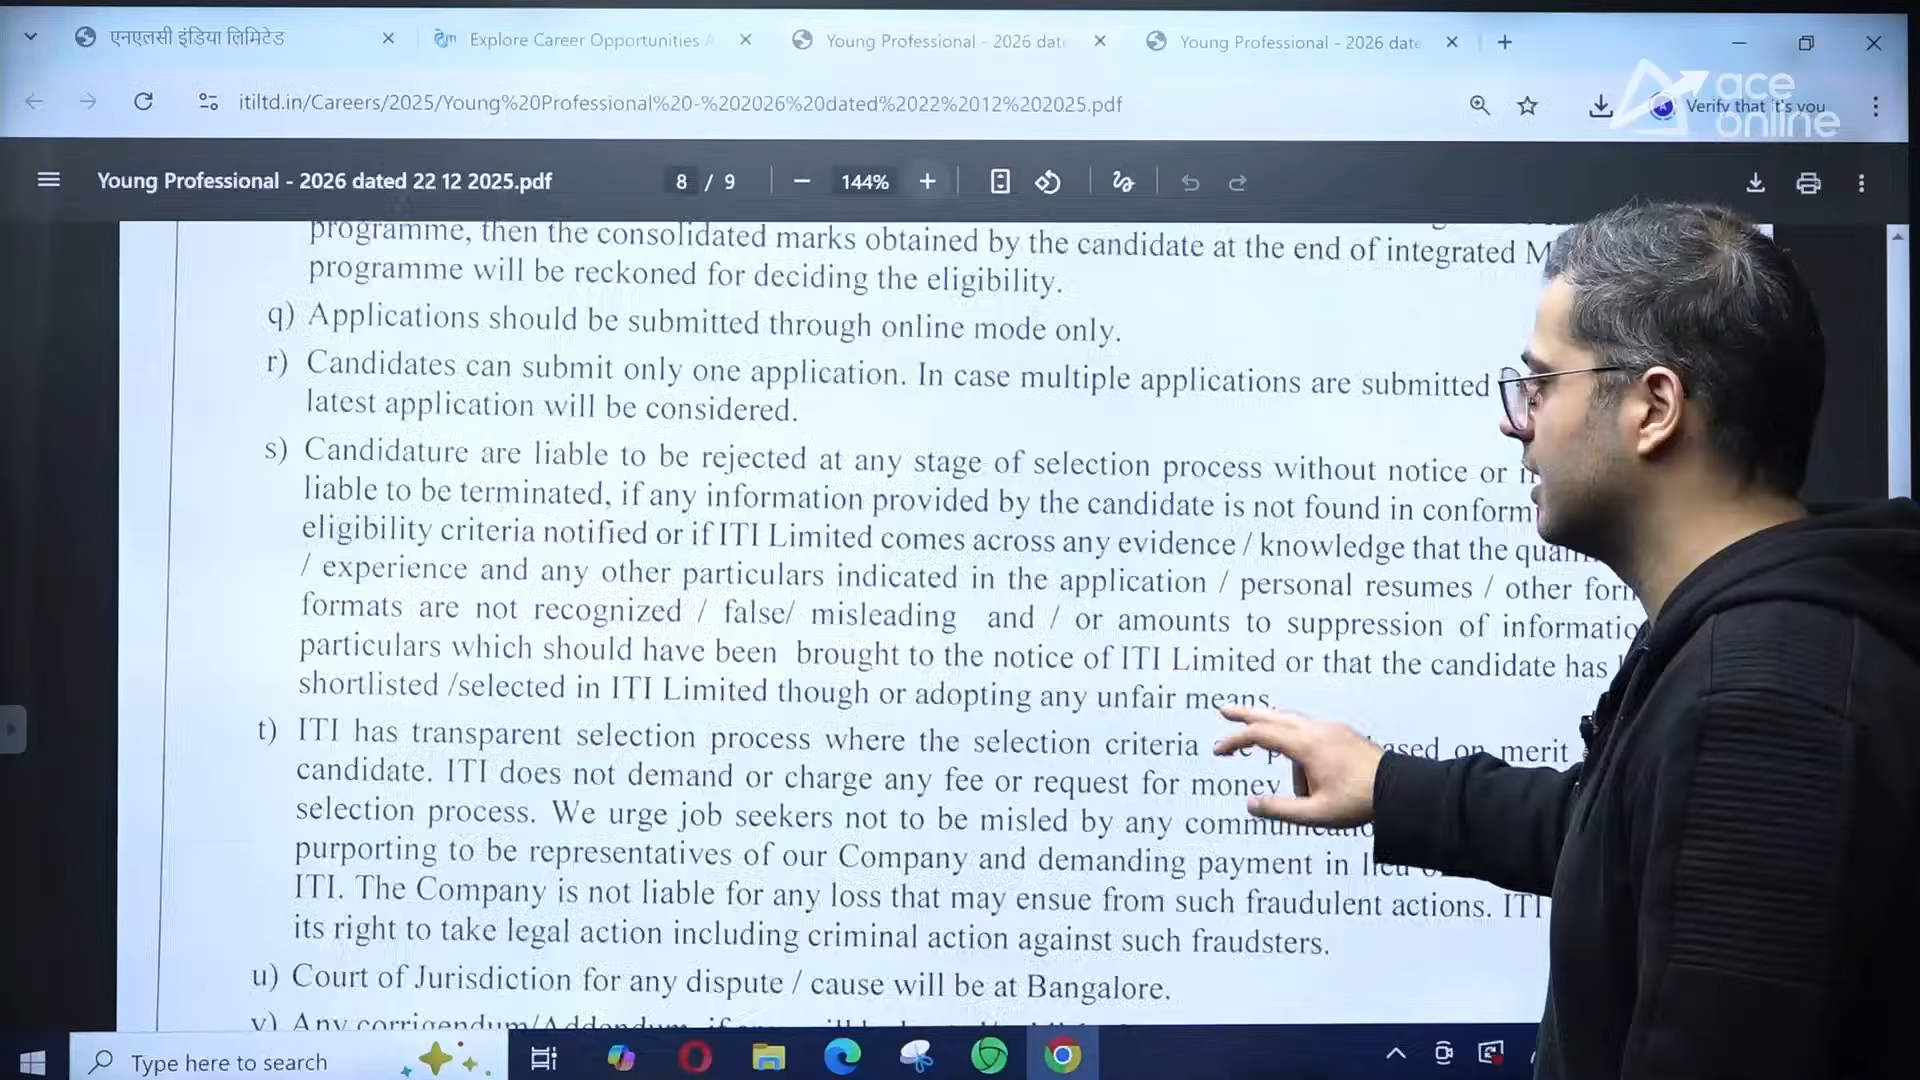 एनएलसी इंडिया लिमिटेड
Explore Career Opportunities
Young Professional - 2026 dat
Young Professional - 2026 date
itiltd.in/Careers/2025/Young%20Professional%20-%202026%20dated%2022%2012%202025.pdf
Verify that it's you
ace
online
Young Professional - 2026 dated 22 12 2025.pdf
8 / 9
144%
programme, then the consolidated marks obtained by the candidate at the end of integrated M
programme will be reckoned for deciding the eligibility.
q) Applications should be submitted through online mode only.
r) Candidates can submit only one application. In case multiple applications are submitted
latest application will be considered.
s) Candidature are liable to be rejected at any stage of selection process without notice or
liable to be terminated, if any information provided by the candidate is not found in conformi
eligibility criteria notified or if ITI Limited comes across any evidence / knowledge that the
/ experience and any other particulars indicated in the application / personal resumes / other
formats are not recognized / false/ misleading and / or amounts to suppression of informatio
particulars which should have been brought to the notice of ITI Limited or that the candidate has
shortlisted /selected in ITI Limited though or adopting any unfair means.
t) ITI has transparent selection process where the selection criteria based on merit
candidate. ITI does not demand or charge any fee or request for money
selection process. We urge job seekers not to be misled by any
purporting to be representatives of our Company and demanding payment in
ITI. The Company is not liable for any loss that may ensue from such fraudulent actions. ITI
its right to take legal action including criminal action against such fraudsters.
u) Court of Jurisdiction for any dispute / cause will be at Bangalore.
v) Any corrigendum/Addendum
Type here to search